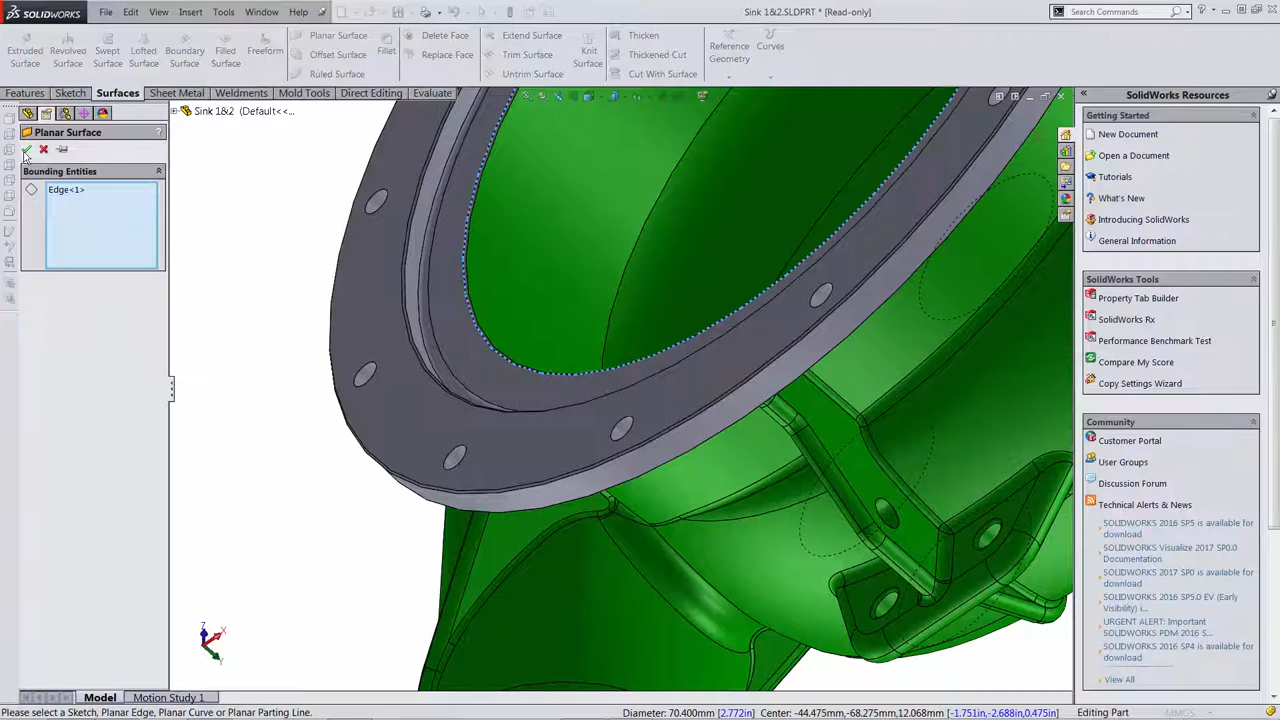 SOLIDWORKS File Edit View Insert Tools Window Help Sink 1&2.SLDPRT * [Read-only] Search Commands
Extruded Surface
Revolved Surface
Swept Surface
Lofted Surface
Boundary Surface
Filled Surface
Freeform
Planar Surface
Offset Surface
Ruled Surface
Fillet
Delete Face
Replace Face
Extend Surface
Trim Surface
Untrim Surface
Knit Surface
Thicken
Thickened Cut
Cut With Surface
Reference Geometry
Curves
Features Sketch Surfaces Sheet Metal Weldments Mold Tools Direct Editing Evaluate
Sink 1&2 (Default<<...
Planar Surface ?
Bounding Entities
Edge<1>
SolidWorks Resources
Getting Started
New Document
Open a Document
Tutorials
What's New
Introducing SolidWorks
General Information
SolidWorks Tools
Property Tab Builder
SolidWorks Rx
Performance Benchmark Test
Compare My Score
Copy Settings Wizard
Community
Customer Portal
User Groups
Discussion Forum
Technical Alerts & News
SOLIDWORKS 2016 SP5 is available for
download
SOLIDWORKS Visualize 2017 SP0.0
Documentation
SOLIDWORKS 2017 SP0 is available for
download
SOLIDWORKS 2016 SP5.0 EV (Early
Visibility) i...
URGENT ALERT: Important
SOLIDWORKS PDM 2016 S...
SOLIDWORKS 2016 SP4 is available for
download
View All
Z
X
Y
Model Motion Study 1
Please select a Sketch, Planar Edge, Planar Curve or Planar Parting Line. Diameter: 70.400mm [2.772in] Center: -44.475mm,-68.275mm,12.068mm [-1.751in,-2.688in,0.475in] Editing Part MMGS